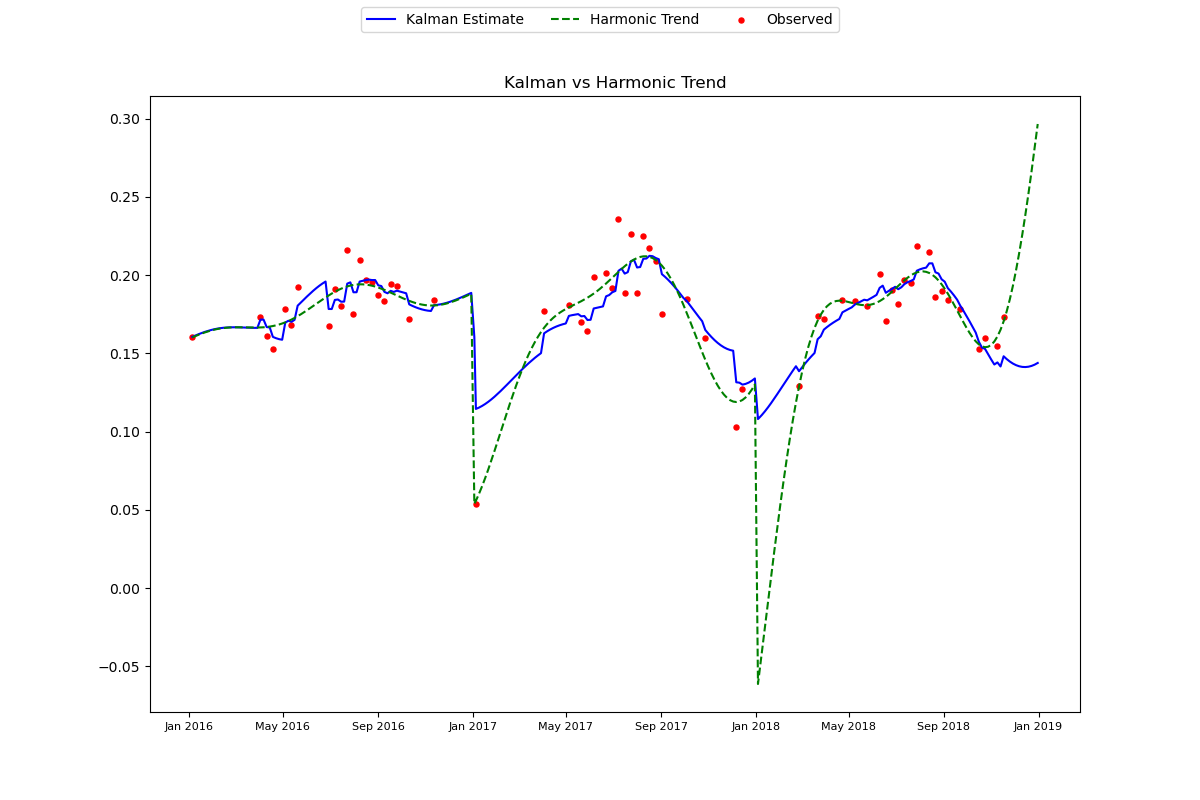 Kalman Estimate Harmonic Trend Observed
Kalman vs Harmonic Trend
0.30
0.25
0.20
0.15
0.10
0.05
0.00
−0.05
Jan 2016 May 2016 Sep 2016 Jan 2017 May 2017 Sep 2017 Jan 2018 May 2018 Sep 2018 Jan 2019